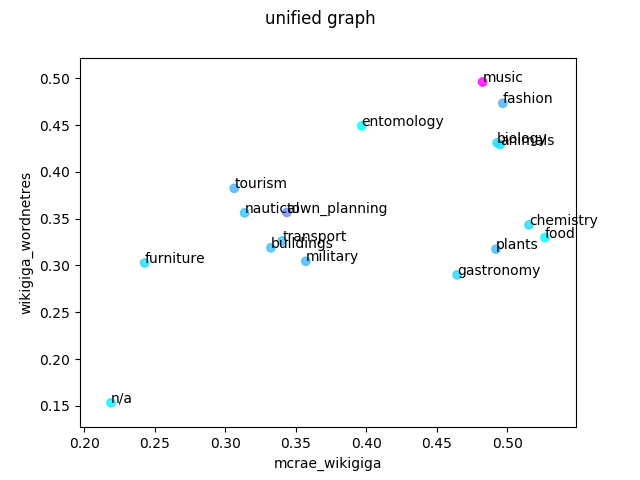 unified graph
music
fashion
entomology
biology
animals
tourism
nautical
town_planning
chemistry
food
transport
buildings
plants
military
furniture
gastronomy
n/a
0.50
0.45
0.40
0.35
0.30
0.25
0.20
0.15
wikigiga_wordnetres
0.20 0.25 0.30 0.35 0.40 0.45 0.50
mcrae_wikigiga